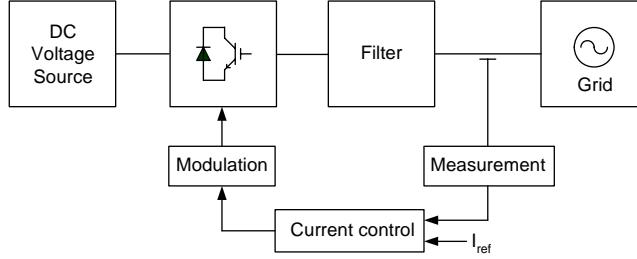 DC
Voltage
Source
Filter
Grid
Modulation
Measurement
Current control
I_ref